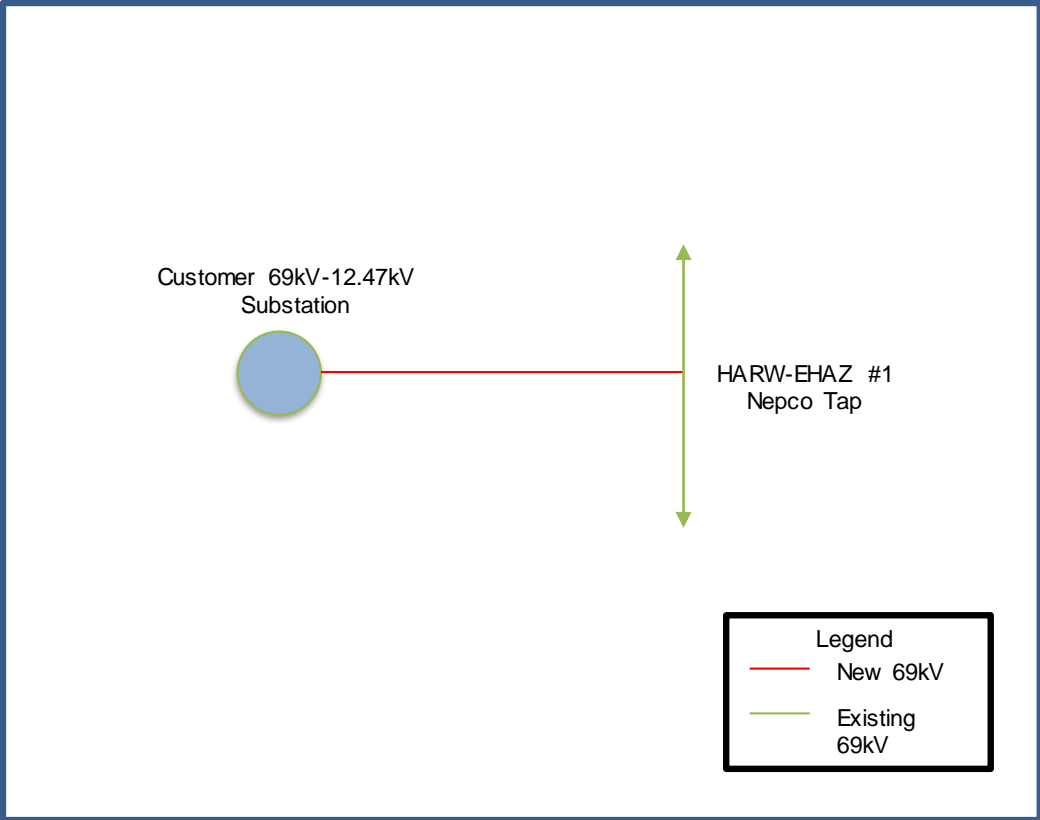 Customer 69kV-12.47kV
Substation
HARW-EHAZ #1
Nepco Tap
Legend
New 69kV
Existing
69kV